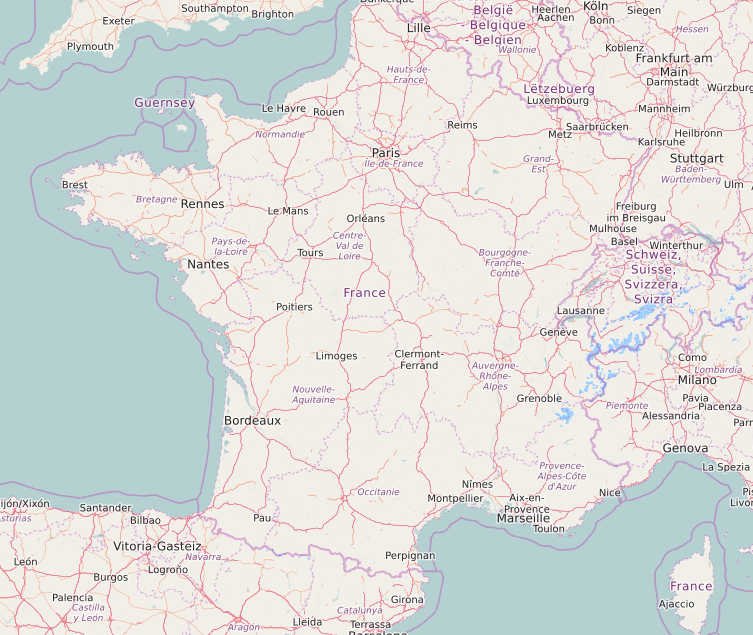 Dunkerque
België
Belgique
- Belgien
Heerlen
Aachen
Köln
Bonn
Siegen
Hessen
Southampton
Exeter
Brighton
Plymouth
Lille
Wallonie
Koblenz
Frankfurt am
Main
Hauts-de-
France
Lëtzebuerg
Luxembourg
Darmstadt
Würzburg
Guernsey
Le Havre
Rouen
Reims
Mannheim
Normandie
Metz
Saarbrücken
Heilbronn
Karlsruhe
Paris
Île-de-France
Grand-
Est
Stuttgart
Baden-
Württemberg
Ulm
Brest
Bretagne
Rennes
Le Mans
Orléans
Freiburg
im Breisgau
Mulhouse
Basel
Winterthur
Pays-de-
la-Loire
Centre-
Val de
Loire
Tours
Nantes
Bourgogne-
Franche-
Comté
Schweiz,
Suisse,
Svizzera,
Svizra
France
Poitiers
Lausanne
Genève
Limoges
Clermont-
Ferrand
Auvergne-
Rhône-
Alpes
Como
Lombardia
Milano
Nouvelle-
Aquitaine
Grenoble
Pavia
Piacenza
Piemonte
Alessandria
Parr
Bordeaux
Genova
La Spezia
Provence-
Alpes-Côte
d'Azur
Occitanie
Nîmes
Montpellier
Aix-en-
Provence
Nice
Pis
Livor
Marseille
Toulon
ijón/Xixón
Santander
Asturias
Bilbao
Pau
Vitoria-Gasteiz
Navarra
Perpignan
León
Logroño
Burgos
France
Palencia
Castilla
y León
Girona
Ajaccio
Catalunya
Lleida
Terrassa
Aragón
Barcelona